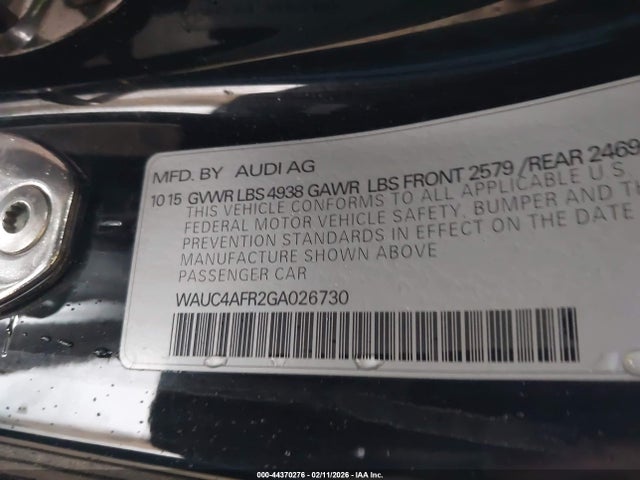 MFD. BY AUDI AG
10 15 GVWR LBS 4938 GAWR LBS FRONT 2579 /REAR 2469
THIS VEHICLE CONFORMS TO ALL APPLICABLE U.S.
FEDERAL MOTOR VEHICLE SAFETY, BUMPER AND TH
PREVENTION STANDARDS IN EFFECT ON THE DATE
MANUFACTURE SHOWN ABOVE
PASSENGER CAR
WAUC4AFR2GA026730
000-44370276 - 02/11/2026 - IAA Inc.